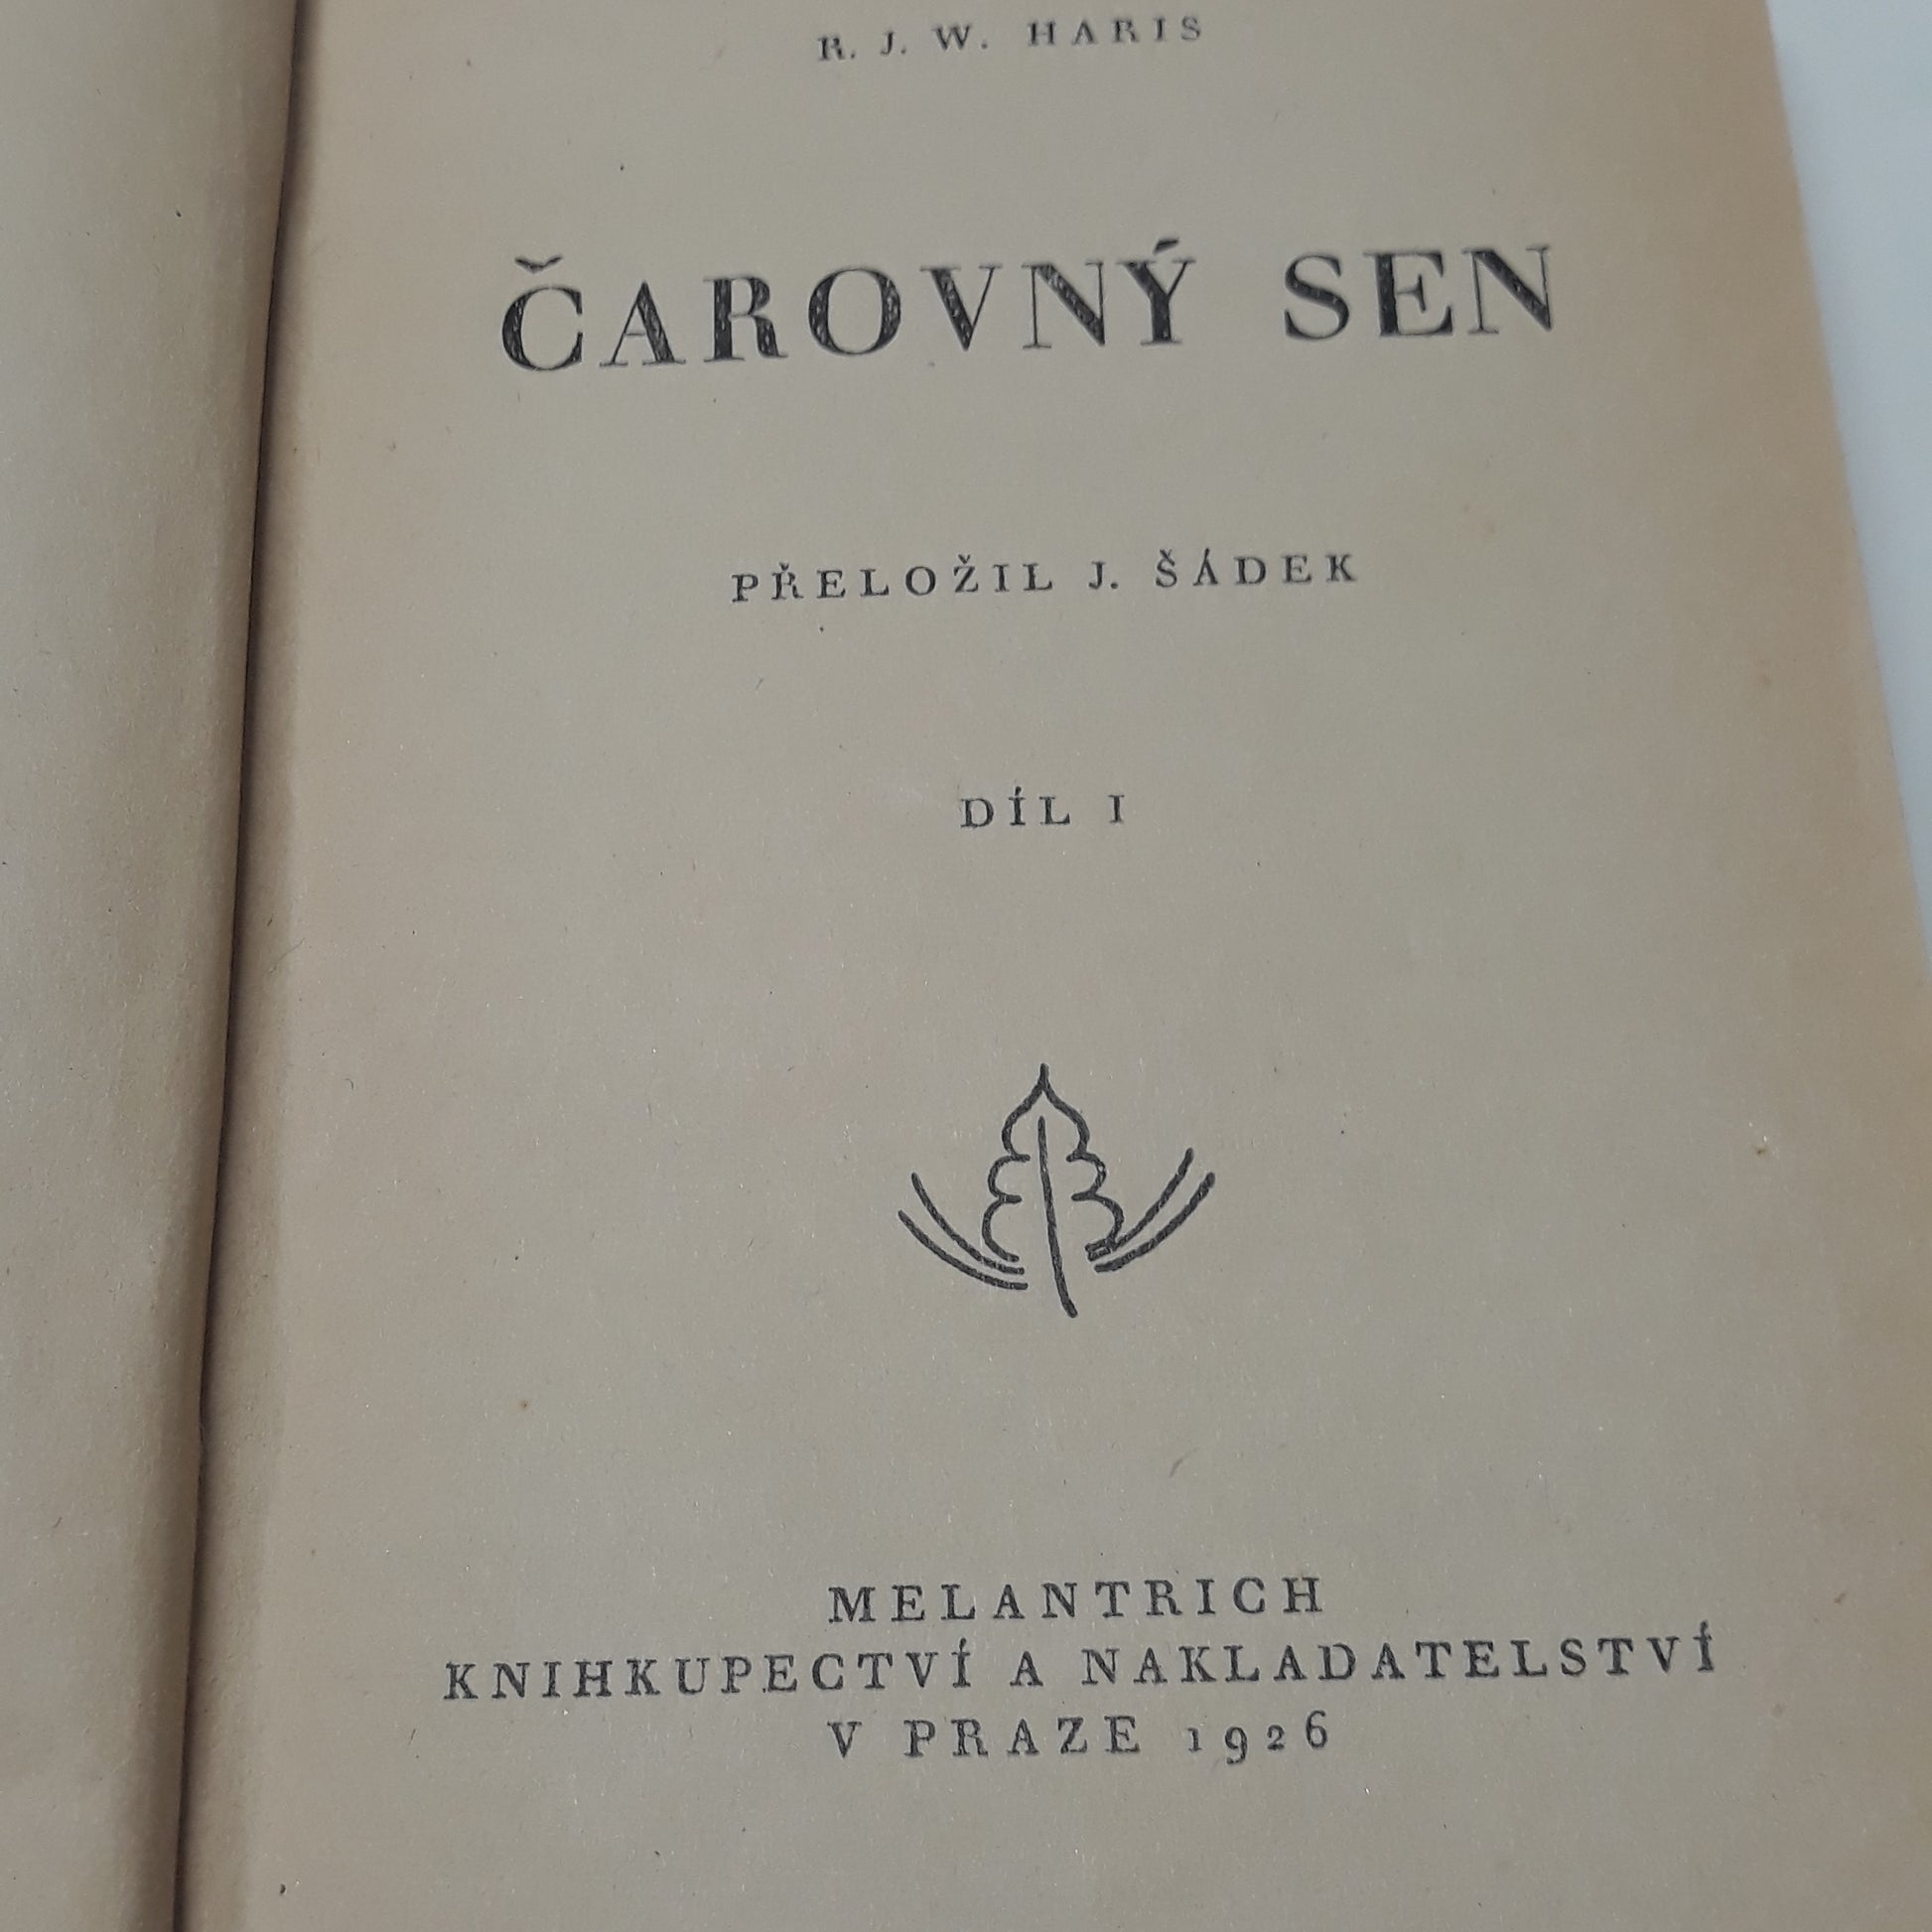 R. J. W. HARIS
ČAROVNÝ SEN
PŘELOŽIL J. ŠÁDEK
DÍL I
MELANTRICH
KNIHKUPECTVÍ A NAKLADATELSTVÍ
V PRAZE 1926